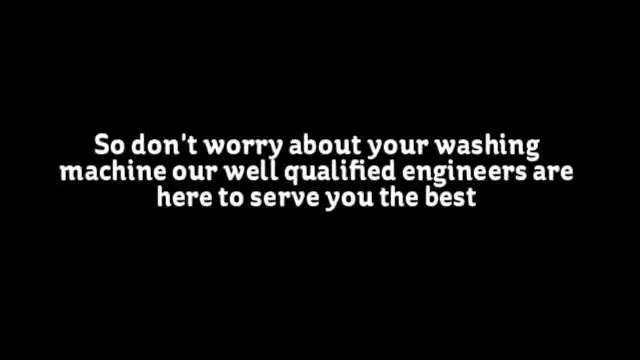 So don't worry about your washing
machine our well qualified engineers are
here to serve you the best